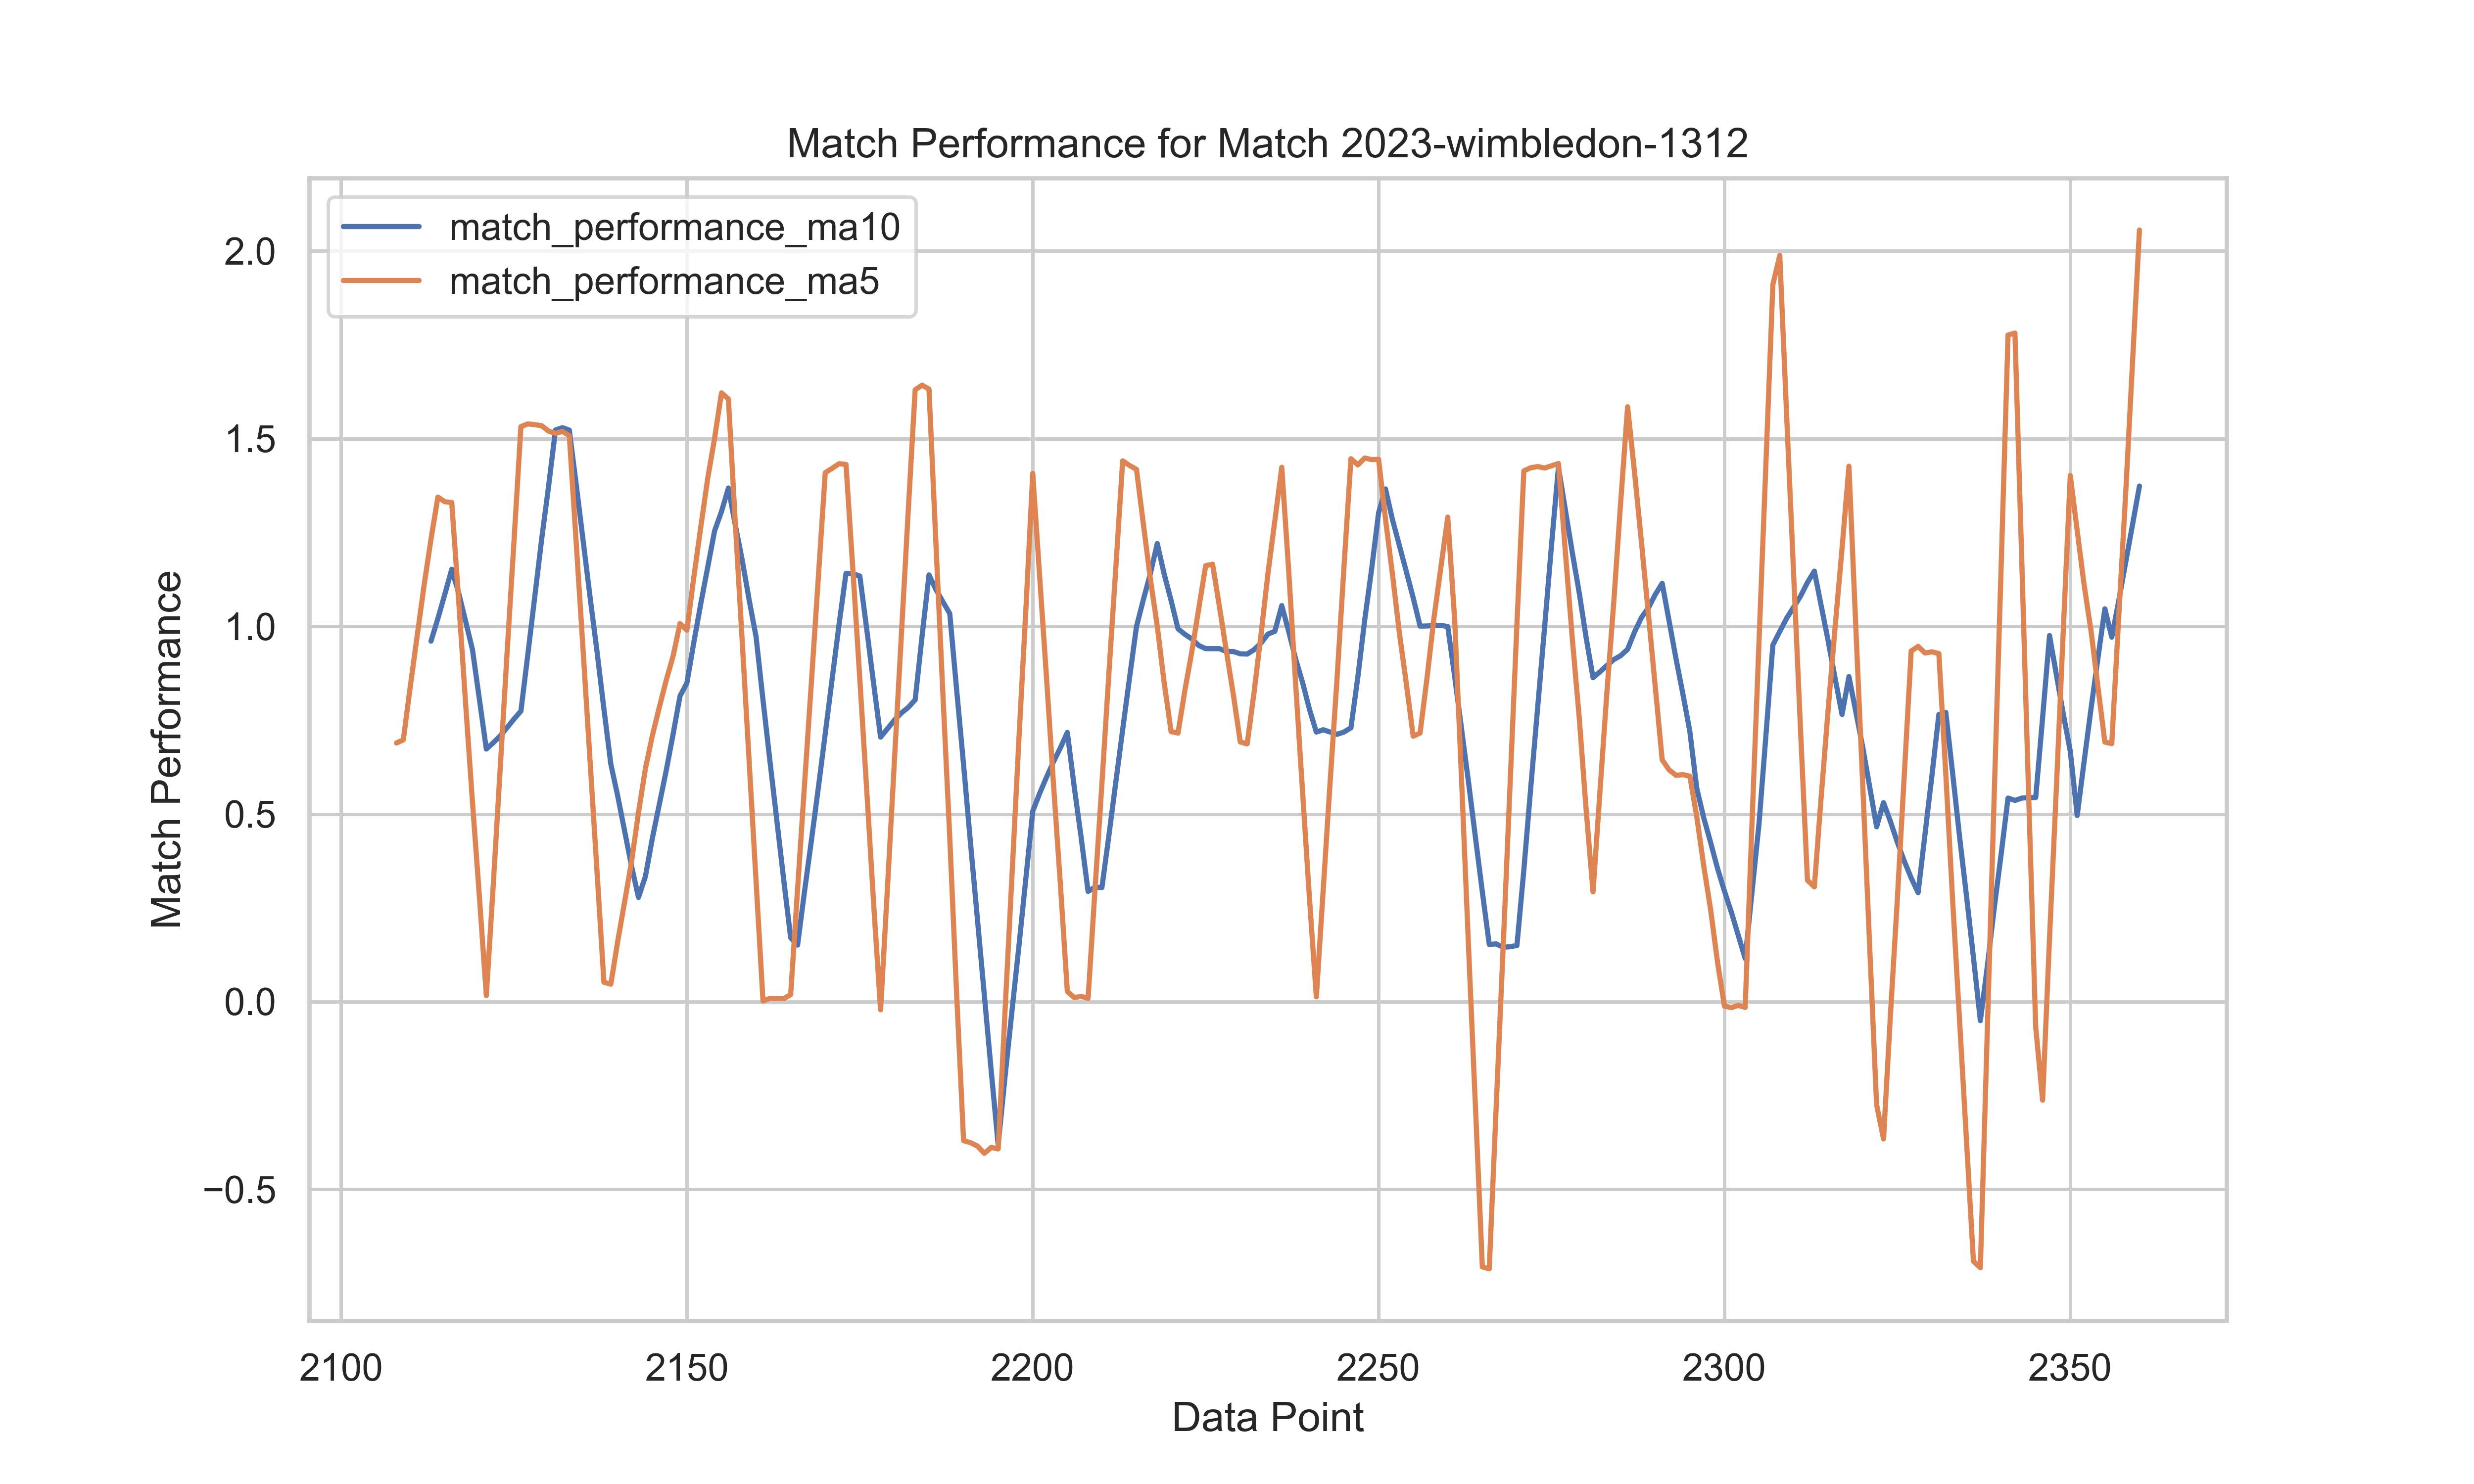 Match Performance for Match 2023-wimbledon-1312
match_performance_ma10
match_performance_ma5
2.0
1.5
1.0
0.5
0.0
−0.5
Match Performance
2100 2150 2200 2250 2300 2350
Data Point